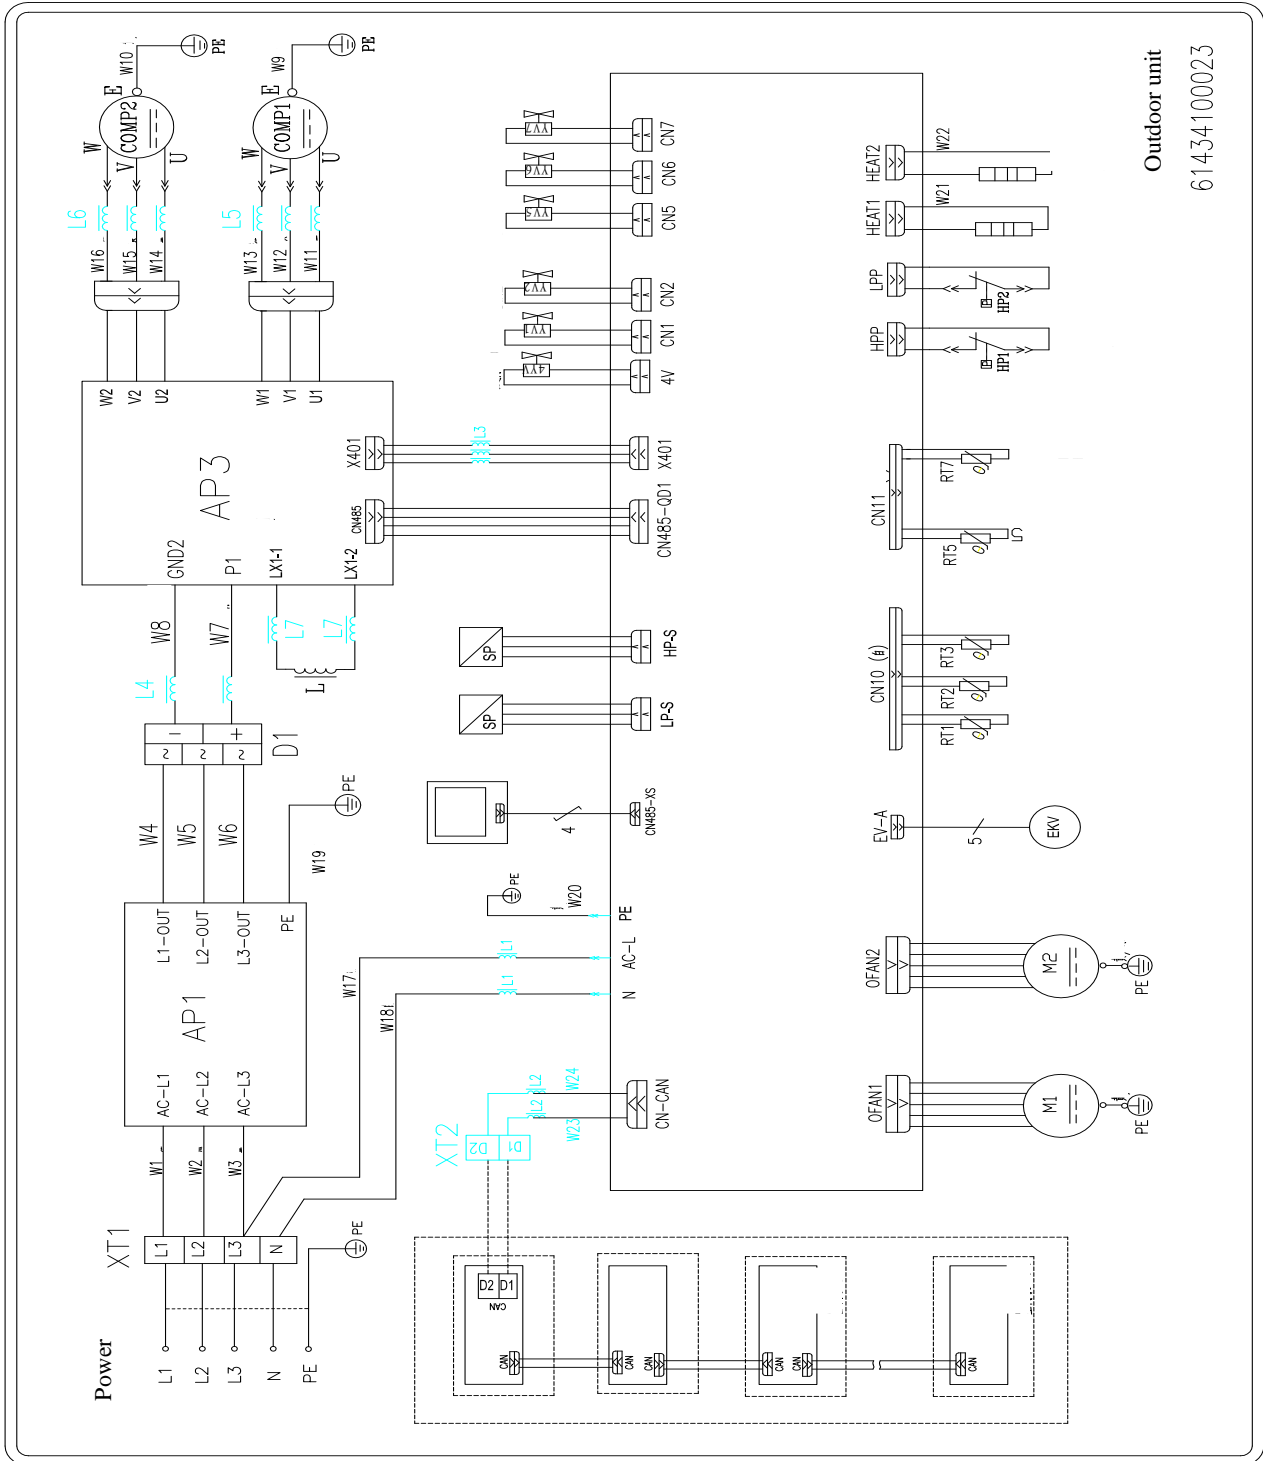 Power
L1
L2
L3
N
PE
XT1
L1
L2
L3
N
PE
W1
W2
W3
AC-L1
AC-L2
AC-L3
AP1
L1-OUT
L2-OUT
L3-OUT
PE
W4
W5
W6
W19
PE
~
~
~
-
+
D1
L4
W8
W7
GND2
P1
LX1-1
LX1-2
L7
L7
L
AP3
CN485
X401
W2
V2
U2
W1
V1
U1
W16
W15
W14
W13
W12
W11
L6
L5
W
V
U
E
COMP2
W10
PE
W
V
U
E
COMP1
W9
PE
W17
W18
L1
L1
N
AC-L
PE
W20
PE
XT2
D2
D1
L2
L2
W24
W23
CN-CAN
4
CN485-XS
SP
LP-S
SP
HP-S
CN485-QD1
L3
X401
4YV
4V
YV1
CN1
YV2
CN2
YV5
CN5
YV6
CN6
YV7
CN7
D2
D1
CAN
CAN
CAN
CAN
CAN
CAN
CAN
OFAN1
M1
PE
OFAN2
M2
PE
EV-A
5
EKV
CN10
RT1
RT2
RT3
CN11
RT5
RT7
HPP
HP1
LPP
HP2
HEAT1
W21
HEAT2
W22
Outdoor unit
614341000023